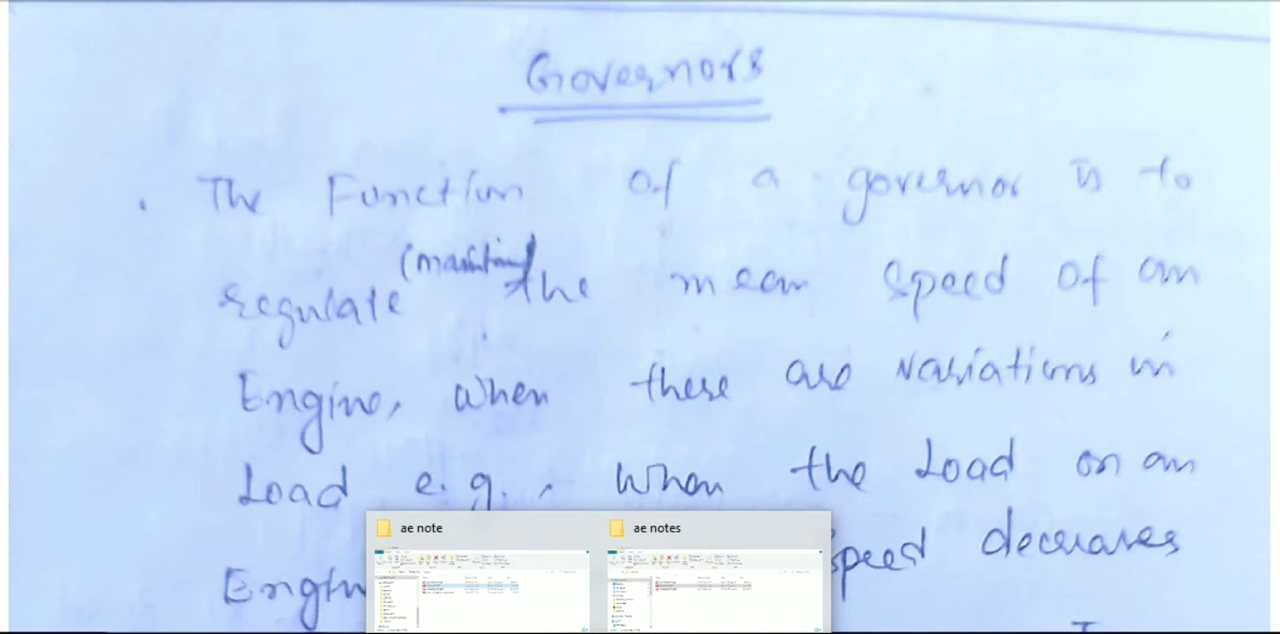 Governors
. The Function of a governor is to
(maintain)
regulate the mean speed of an
Engine, when there are variations in
Load e.g., when the Load on an
speed decreases
ae note
ae notes